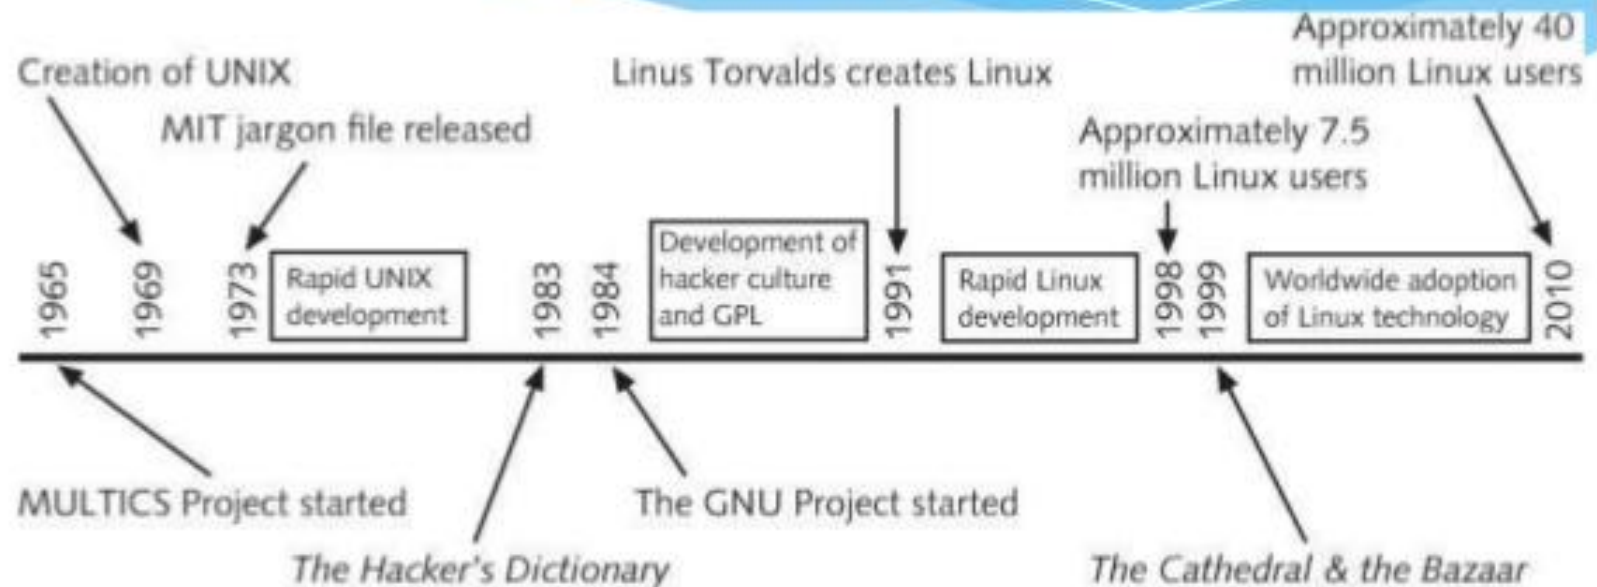 Approximately 40
million Linux users
Creation of UNIX
Linus Torvalds creates Linux
MIT jargon file released
Approximately 7.5
million Linux users
1965
1969
1973
Rapid UNIX
development
1983
1984
Development of
hacker culture
and GPL
1991
Rapid Linux
development
1998
1999
Worldwide adoption
of Linux technology
2010
MULTICS Project started
The GNU Project started
The Hacker's Dictionary
The Cathedral & the Bazaar